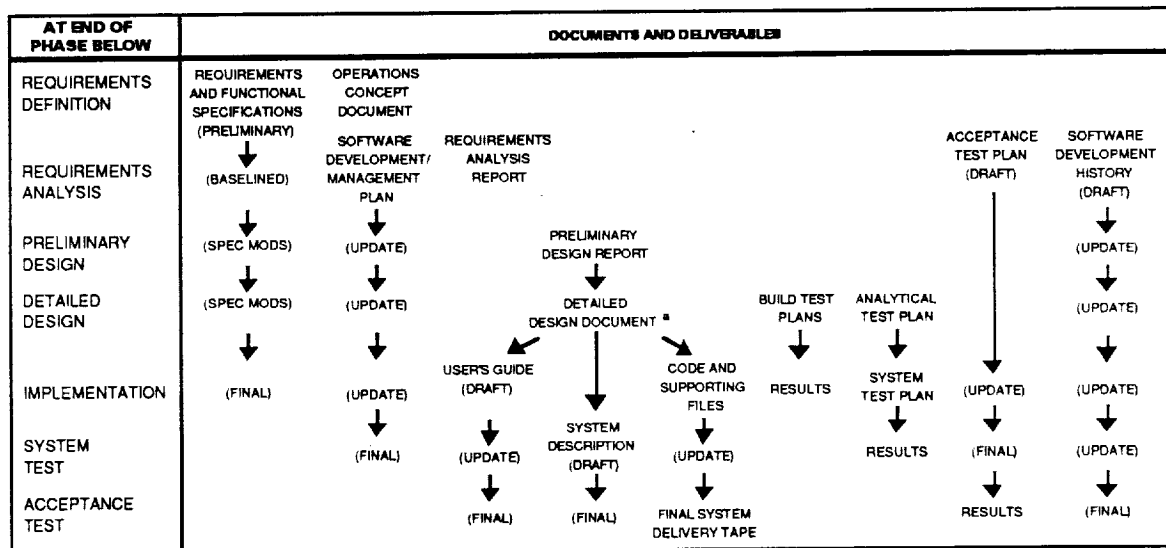 AT END OF
PHASE BELOW
DOCUMENTS AND DELIVERABLES
REQUIREMENTS
DEFINITION
REQUIREMENTS
AND FUNCTIONAL
SPECIFICATIONS
(PRELIMINARY)
OPERATIONS
CONCEPT
DOCUMENT
REQUIREMENTS
ANALYSIS
(BASELINED)
SOFTWARE
DEVELOPMENT/
MANAGEMENT
PLAN
REQUIREMENTS
ANALYSIS
REPORT
ACCEPTANCE
TEST PLAN
(DRAFT)
SOFTWARE
DEVELOPMENT
HISTORY
(DRAFT)
PRELIMINARY
DESIGN
(SPEC MODS)
(UPDATE)
PRELIMINARY
DESIGN REPORT
(UPDATE)
DETAILED
DESIGN
(SPEC MODS)
(UPDATE)
DETAILED
DESIGN DOCUMENT a
BUILD TEST
PLANS
ANALYTICAL
TEST PLAN
(UPDATE)
IMPLEMENTATION
(FINAL)
(UPDATE)
USER'S GUIDE
(DRAFT)
CODE AND
SUPPORTING
FILES
RESULTS
SYSTEM
TEST PLAN
(UPDATE)
(UPDATE)
SYSTEM
TEST
(FINAL)
(UPDATE)
SYSTEM
DESCRIPTION
(DRAFT)
(UPDATE)
RESULTS
(FINAL)
(UPDATE)
ACCEPTANCE
TEST
(FINAL)
(FINAL)
FINAL SYSTEM
DELIVERY TAPE
RESULTS
(FINAL)